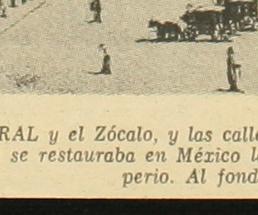 RAL y el Zócalo, y las calle
se restauraba en México l
perio. Al fond